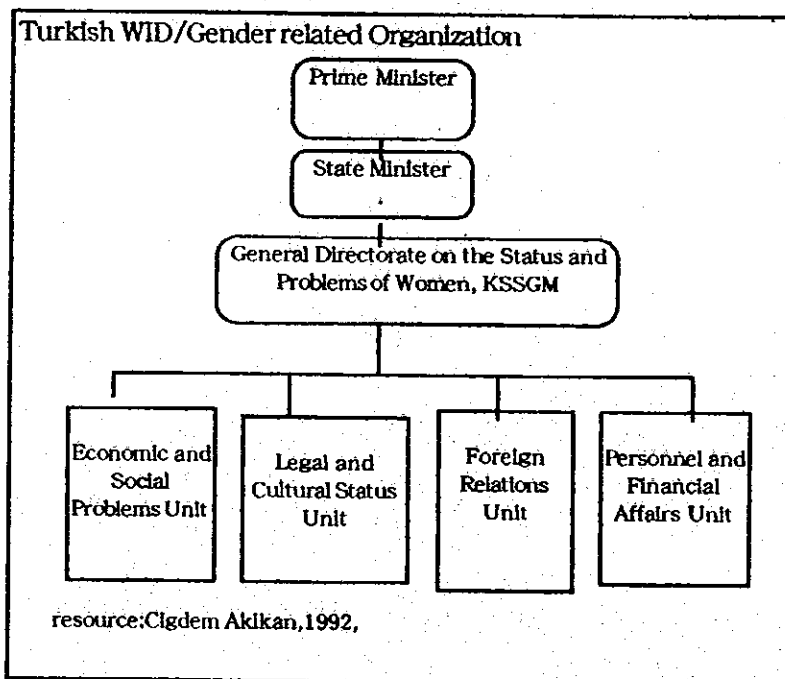 Turkish WID/Gender related Organization
Prime Minister
State Minister
General Directorate on the Status and
Problems of Women, KSSGM
Economic and
Social
Problems Unit
Legal and
Cultural Status
Unit
Foreign
Relations
Unit
Personnel and
Financial
Affairs Unit
resource:Cigdem Akikan,1992,